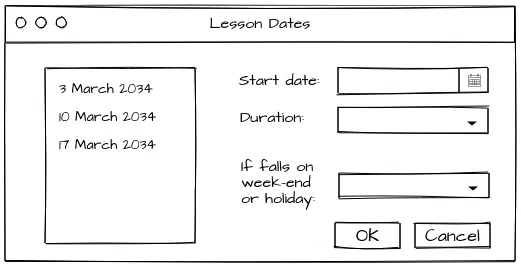 Lesson Dates
3 March 2034
10 March 2034
17 March 2034
Start date:
Duration:
If falls on
week-end
or holiday:
OK
Cancel